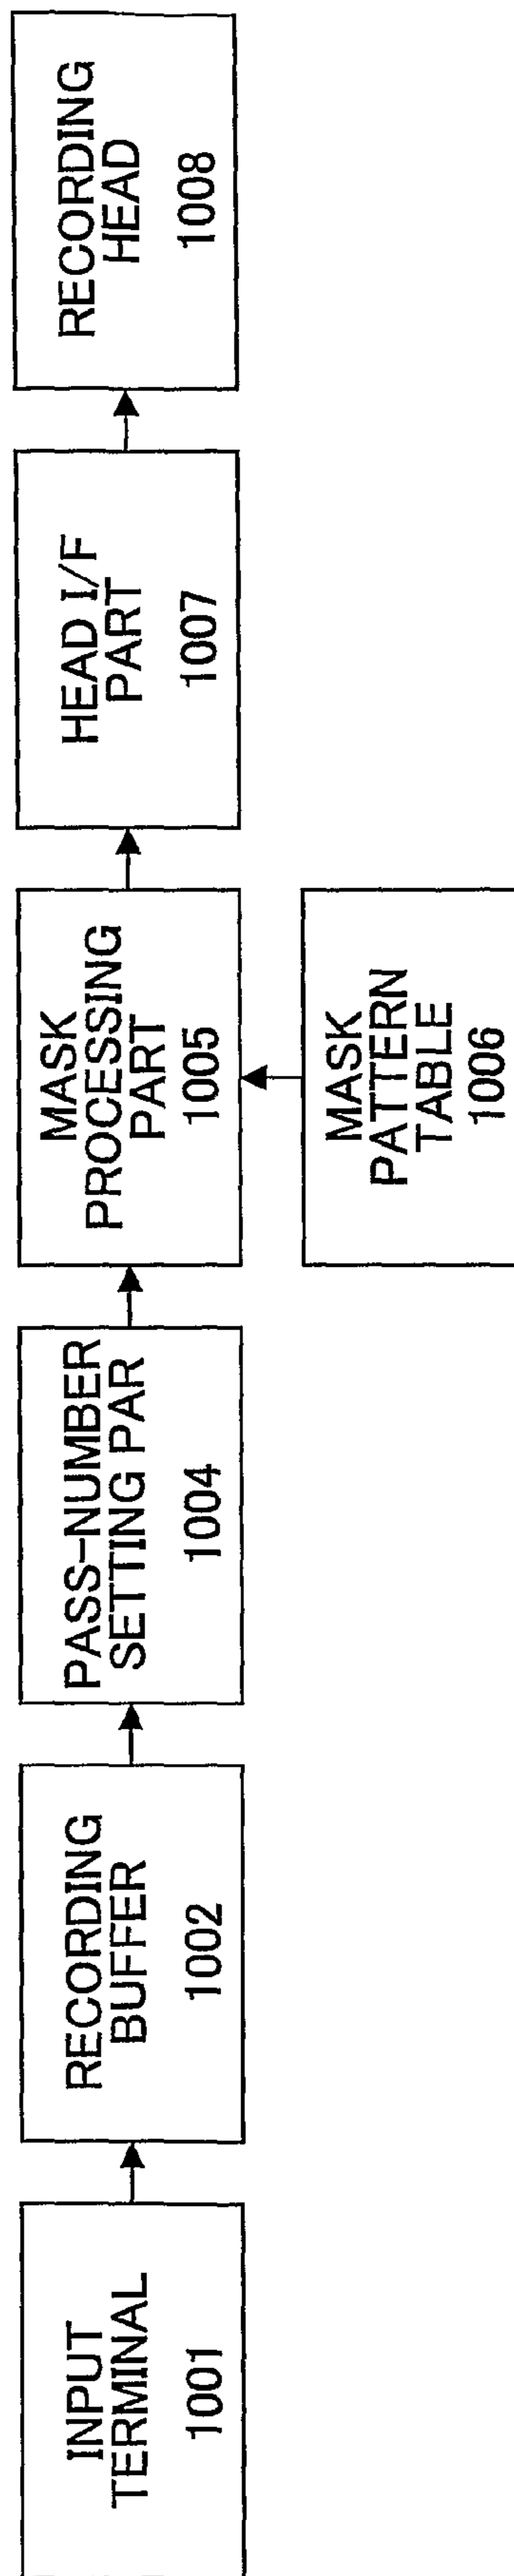 INPUT
TERMINAL
1001
RECORDING
BUFFER
1002
PASS-NUMBER
SETTING PAR
1004
MASK
PROCESSING
PART
1005
MASK
PATTERN
TABLE
1006
HEAD I/F
PART
1007
RECORDING
HEAD
1008